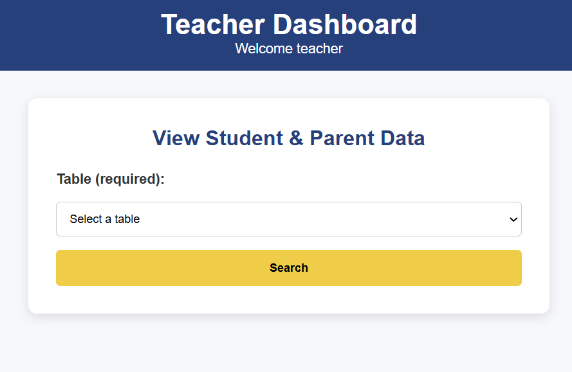 Teacher Dashboard
Welcome teacher
View Student & Parent Data
Table (required):
Select a table
Search